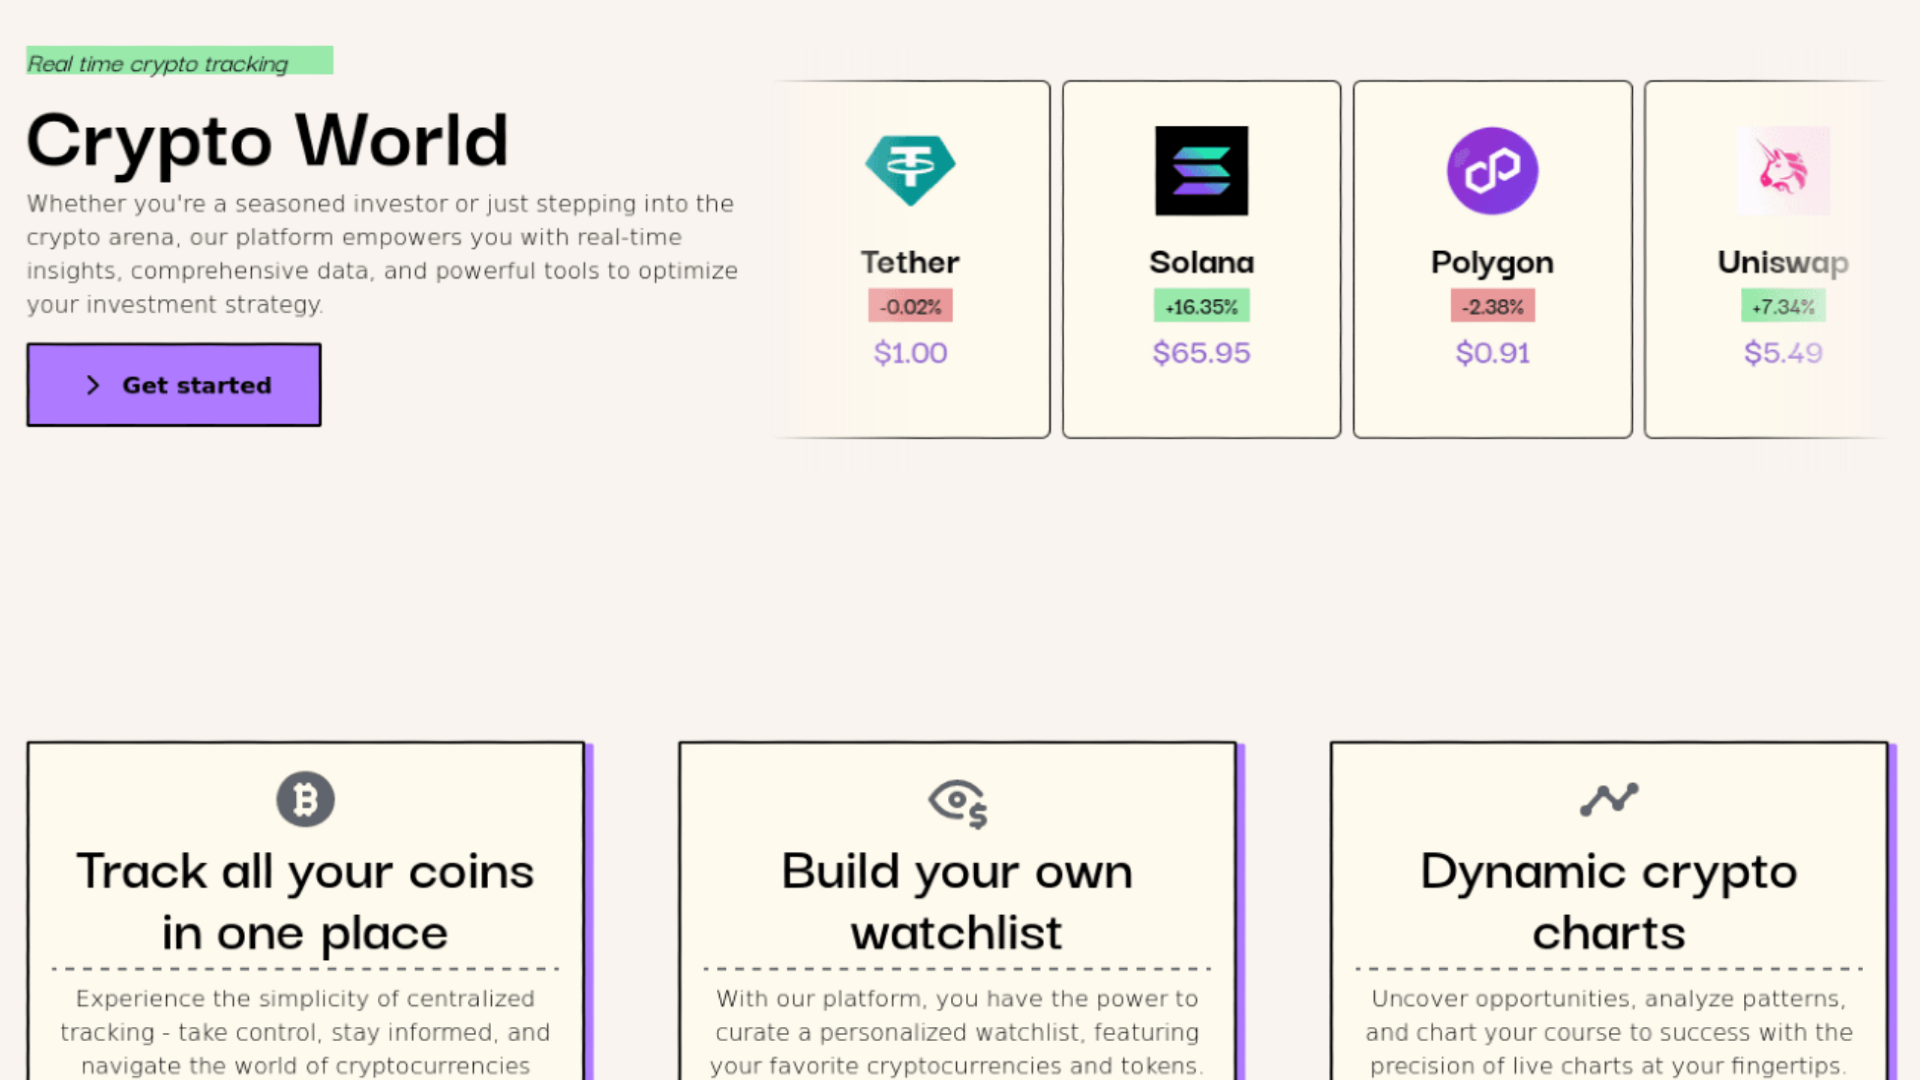 Real time crypto tracking
Crypto World
Whether you're a seasoned investor or just stepping into the
crypto arena, our platform empowers you with real-time
insights, comprehensive data, and powerful tools to optimize
your investment strategy.
Get started
Tether
-0.02%
$1.00
Solana
+16.35%
$65.95
Polygon
-2.38%
$0.91
Uniswap
+7.34%
$5.49
Track all your coins
in one place
Experience the simplicity of centralized
tracking - take control, stay informed, and
navigate the world of cryptocurrencies
Build your own
watchlist
With our platform, you have the power to
curate a personalized watchlist, featuring
your favorite cryptocurrencies and tokens.
Dynamic crypto
charts
Uncover opportunities, analyze patterns,
and chart your course to success with the
precision of live charts at your fingertips.